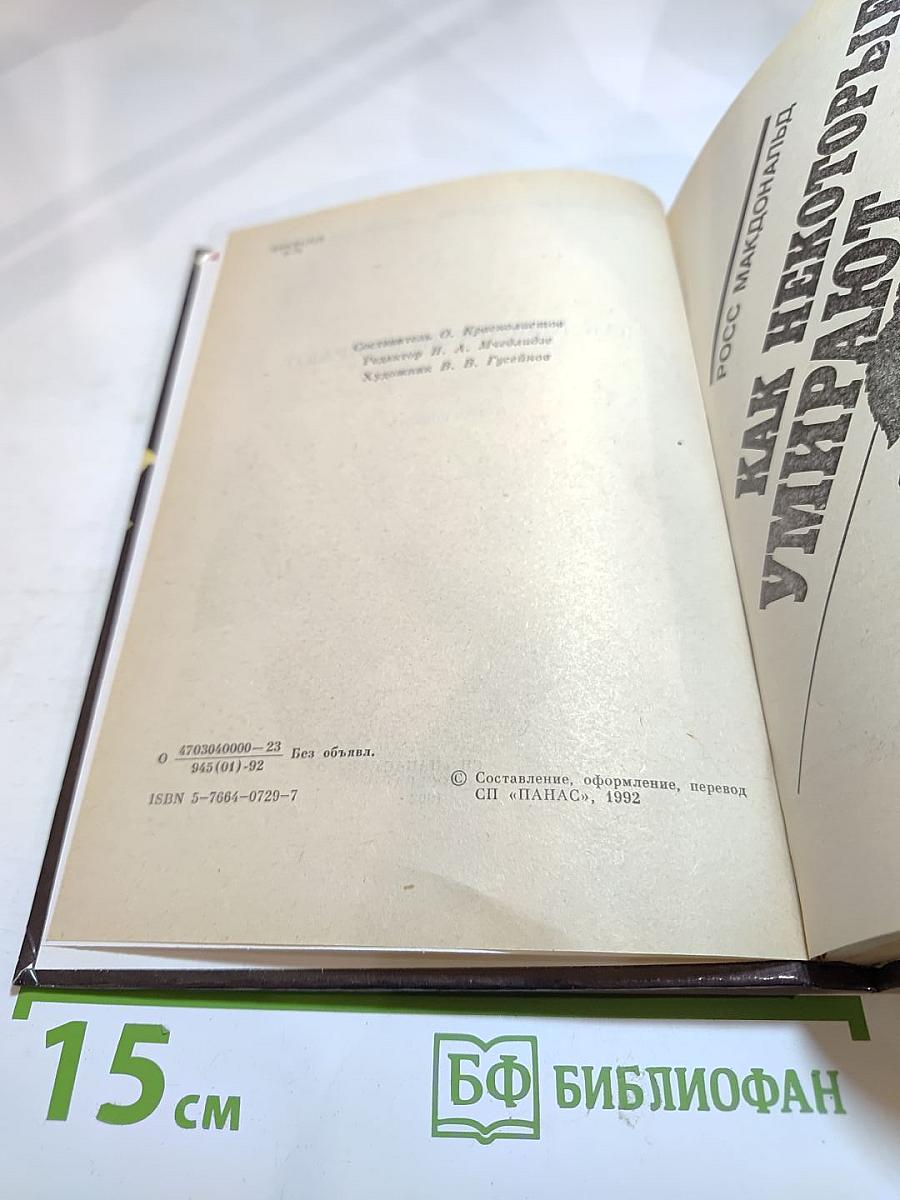 Составитель О. Краснолистов
Редактор Н. А. Мчедлидзе
Художник В. В. Гусейнов
О 4703040000—23 Без объявл.
945(01)-92
ISBN 5-7664-0729-7
© Составление, оформление, перевод
СП «ПАНАС», 1992
РОСС МАКДОНАЛЬД
КАК НЕКОТОРЫЕ
УМИРАЮТ
15 см
БФ БИБЛИОФАН